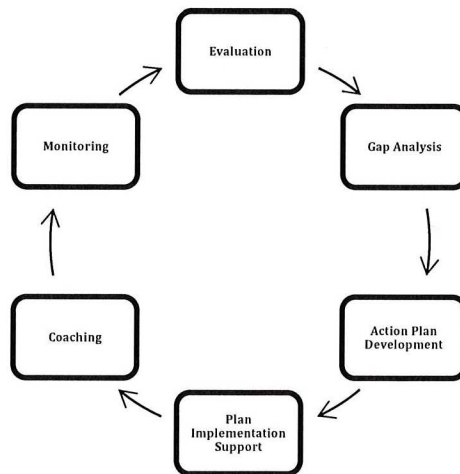 Evaluation
Gap Analysis
Action Plan
Development
Plan
Implementation
Support
Coaching
Monitoring